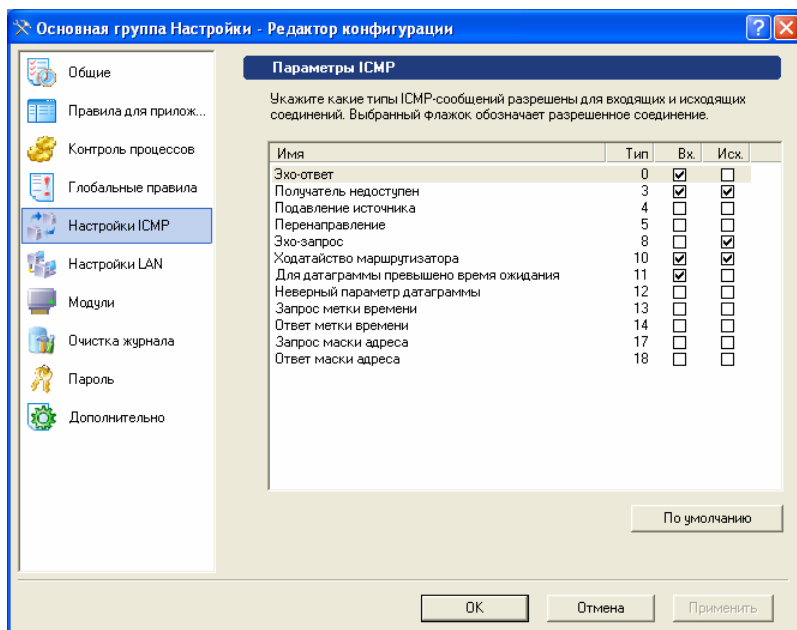 Основная группа Настройки - Редактор конфигурации
Общие
Правила для прилож...
Контроль процессов
Глобальные правила
Настройки ICMP
Настройки LAN
Модули
Очистка журнала
Пароль
Дополнительно
Параметры ICMP
Укажите какие типы ICMP-сообщений разрешены для входящих и исходящих
соединений. Выбранный флажок обозначает разрешенное соединение.
Имя Тип Вх. Исх.
Эхо-ответ 0
Получатель недоступен 3
Подавление источника 4
Перенаправление 5
Эхо-запрос 8
Ходатайство маршрутизатора 10
Для датаграммы превышено время ожидания 11
Неверный параметр датаграммы 12
Запрос метки времени 13
Ответ метки времени 14
Запрос маски адреса 17
Ответ маски адреса 18
По умолчанию
OK Отмена Применить